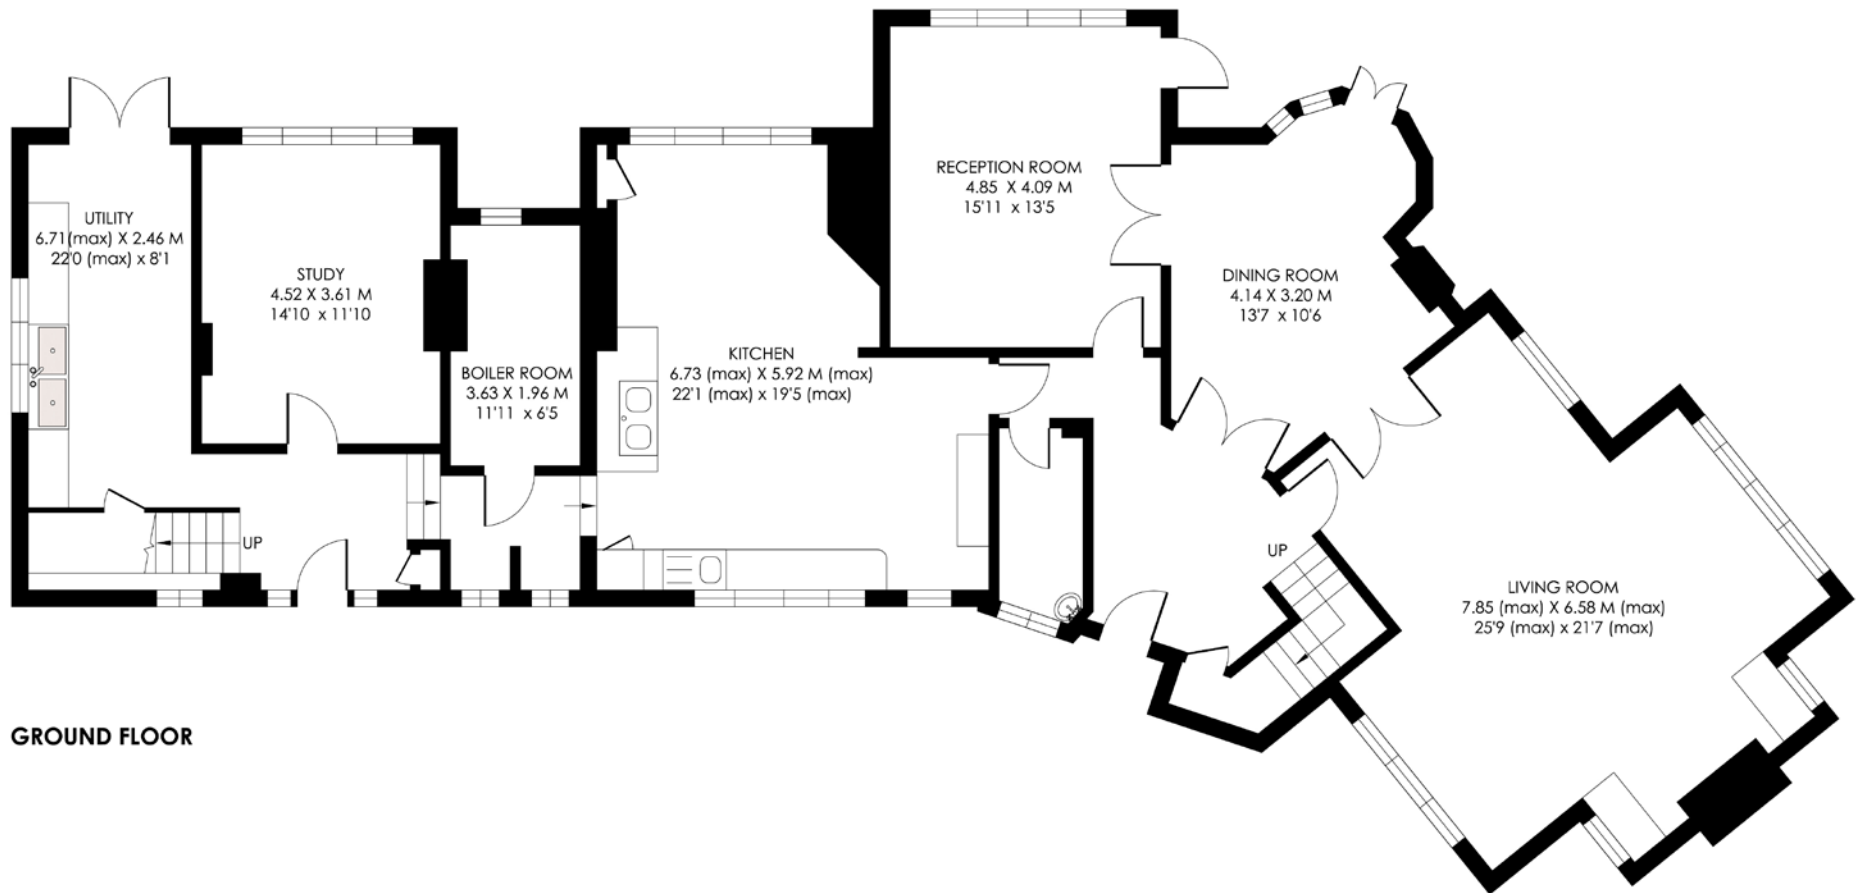 RECEPTION ROOM
4.85 X 4.09 M
15'11 x 13'5
UTILITY
6.71(max) X 2.46 M
22'0 (max) x 8'1
STUDY
4.52 X 3.61 M
14'10 x 11'10
DINING ROOM
4.14 X 3.20 M
13'7 x 10'6
BOILER ROOM
3.63 X 1.96 M
11'11 x 6'5
KITCHEN
6.73 (max) X 5.92 M (max)
22'1 (max) x 19'5 (max)
UP
UP
LIVING ROOM
7.85 (max) X 6.58 M (max)
25'9 (max) x 21'7 (max)
GROUND FLOOR